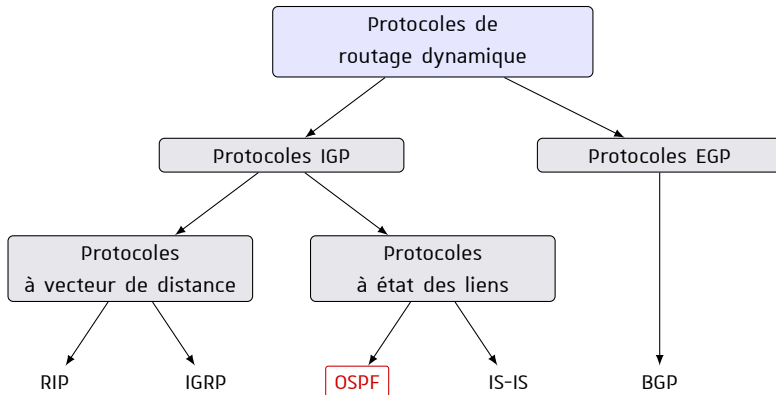 Protocoles de
routage dynamique
Protocoles IGP
Protocoles EGP
Protocoles
à vecteur de distance
Protocoles
à état des liens
RIP
IGRP
OSPF
IS-IS
BGP